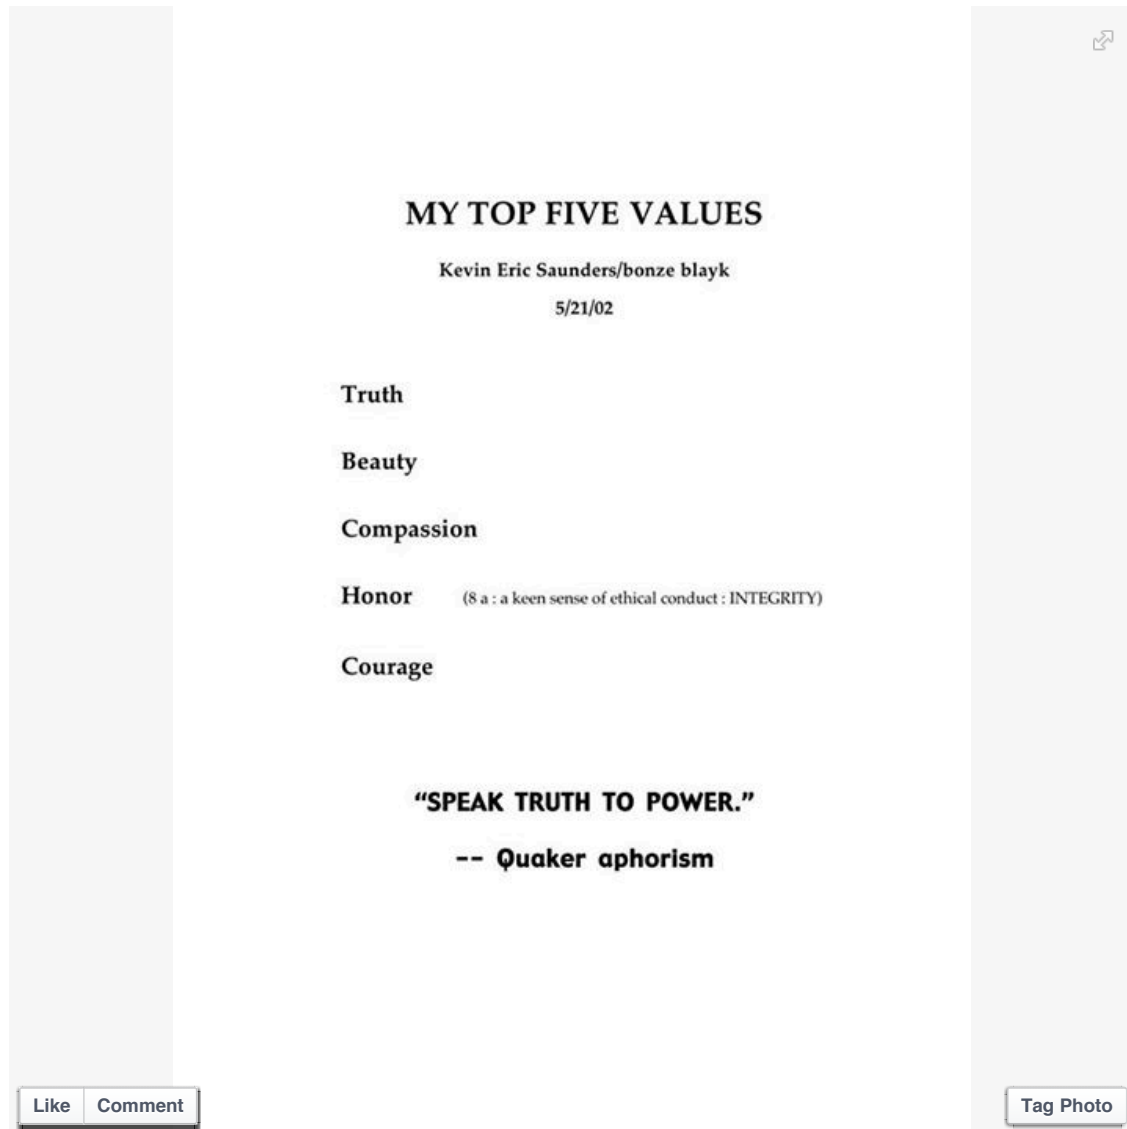 MY TOP FIVE VALUES
Kevin Eric Saunders/bonze blayk
5/21/02
Truth
Beauty
Compassion
Honor (8 a : a keen sense of ethical conduct : INTEGRITY)
Courage
“SPEAK TRUTH TO POWER.”
-- Quaker aphorism
Like Comment Tag Photo